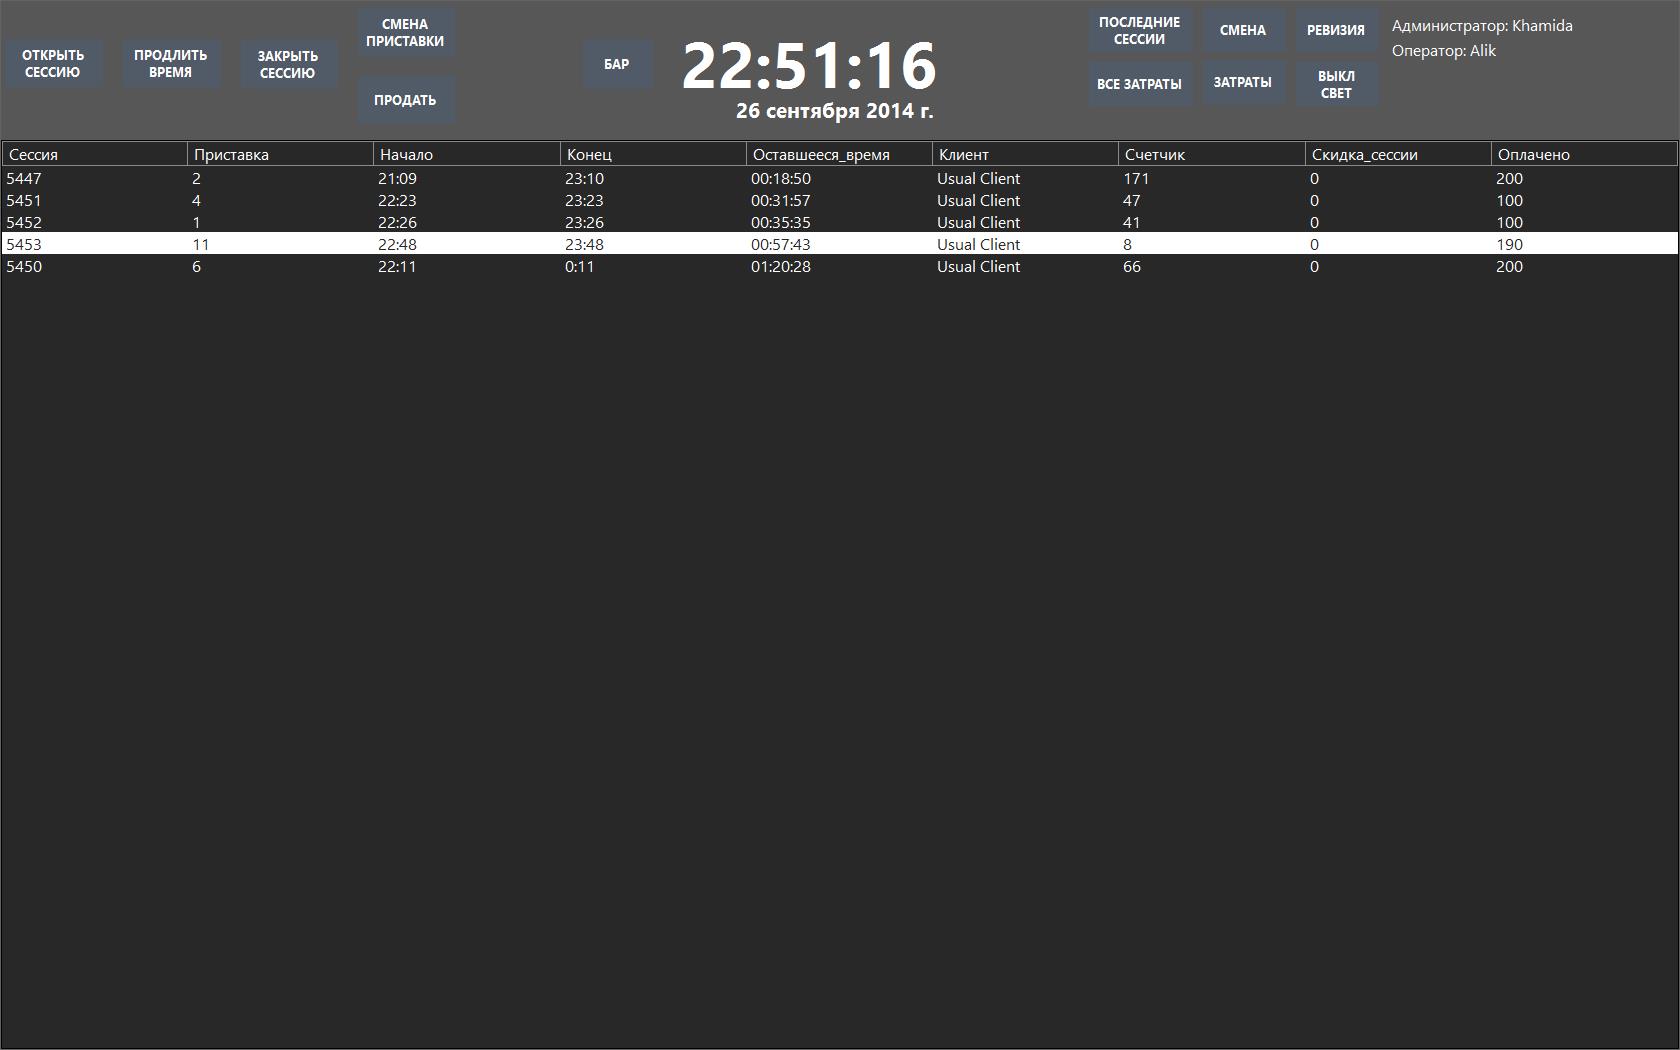 ОТКРЫТЬ
СЕССИЮ
ПРОДЛИТЬ
ВРЕМЯ
ЗАКРЫТЬ
СЕССИЮ
СМЕНА
ПРИСТАВКИ
ПРОДАТЬ
БАР
22:51:16
26 сентября 2014 г.
ПОСЛЕДНИЕ
СЕССИИ
СМЕНА
РЕВИЗИЯ
ВСЕ ЗАТРАТЫ
ЗАТРАТЫ
ВЫКЛ
СВЕТ
Администратор: Khamida
Оператор: Alik
Сессия Приставка Начало Конец Оставшееся_время Клиент Счетчик Скидка_сессии Оплачено
5447 2 21:09 23:10 00:18:50 Usual Client 171 0 200
5451 4 22:23 23:23 00:31:57 Usual Client 47 0 100
5452 1 22:26 23:26 00:35:35 Usual Client 41 0 100
5453 11 22:48 23:48 00:57:43 Usual Client 8 0 190
5450 6 22:11 0:11 01:20:28 Usual Client 66 0 200